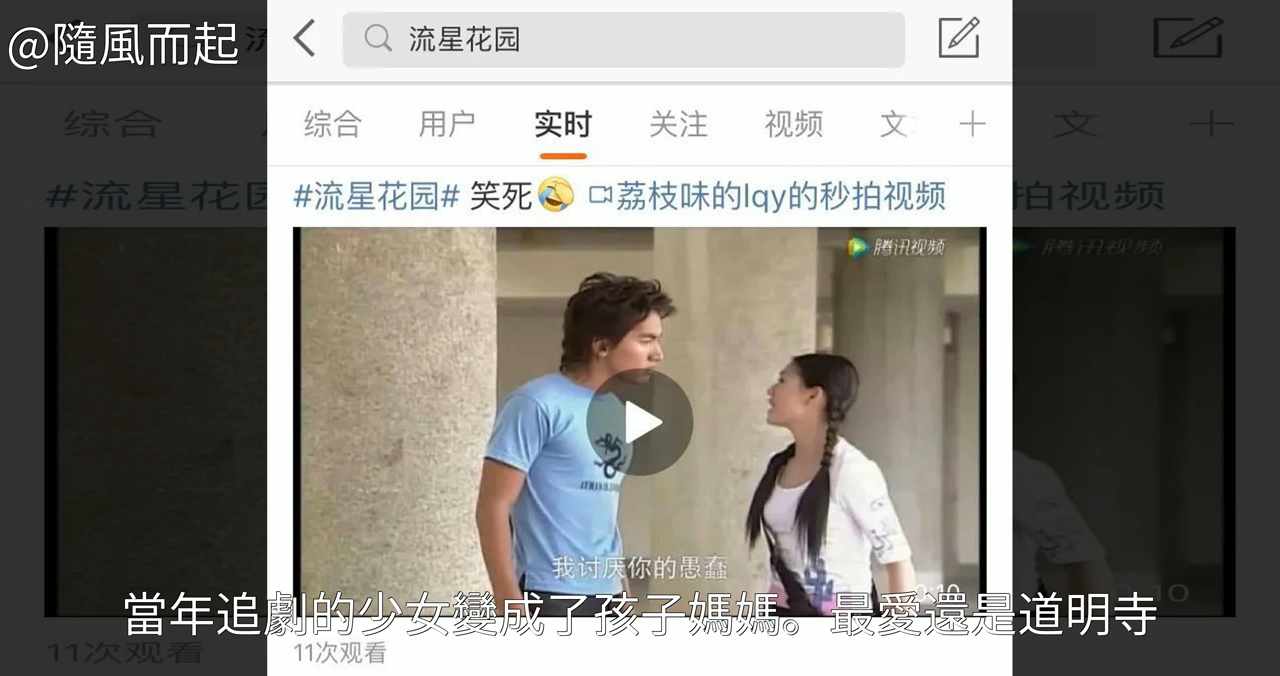 @隨風而起
流星花园
综合 用户 实时 关注 视频 文
#流星花园# 笑死 荔枝味的lqy的秒拍视频
腾讯视频
我讨厌你的愚蠢
當年追劇的少女變成了孩子媽媽。最愛還是道明寺
11次观看